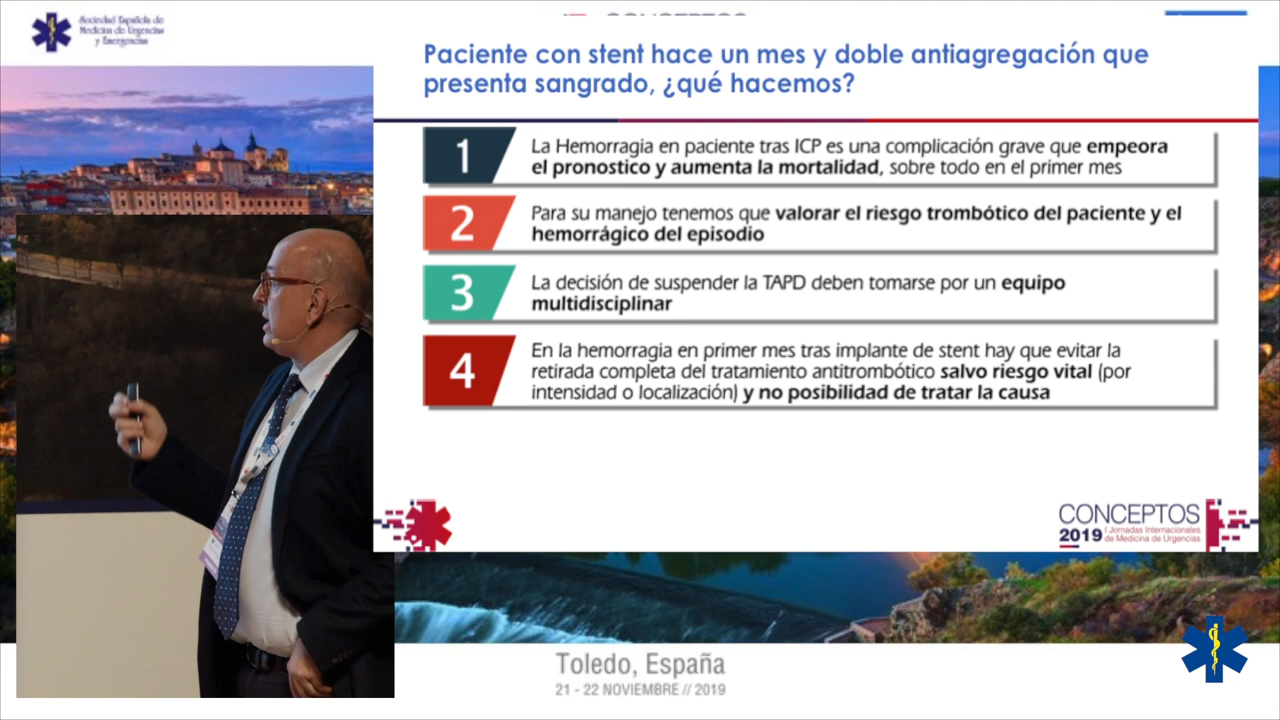 Sociedad Española de
Medicina de Urgencias
y Emergencias
CONCEPTOS
Paciente con stent hace un mes y doble antiagregación que
presenta sangrado, ¿qué hacemos?
1
La Hemorragia en paciente tras ICP es una complicación grave que empeora
el pronostico y aumenta la mortalidad, sobre todo en el primer mes
2
Para su manejo tenemos que valorar el riesgo trombótico del paciente y el
hemorrágico del episodio
3
La decisión de suspender la TAPD deben tomarse por un equipo
multidisciplinar
4
En la hemorragia en primer mes tras implante de stent hay que evitar la
retirada completa del tratamiento antitrombótico salvo riesgo vital (por
intensidad o localización) y no posibilidad de tratar la causa
CONCEPTOS
2019 I Jornadas Internacionales
de Medicina de Urgencias
Toledo, España
21 - 22 NOVIEMBRE // 2019